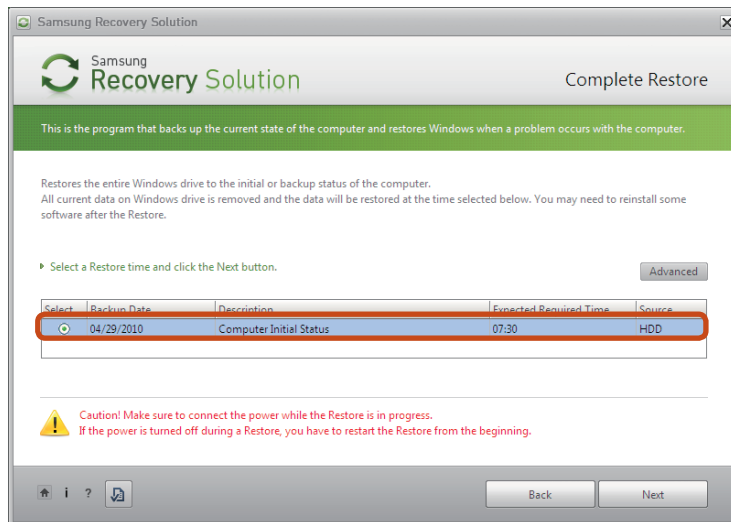 Samsung Recovery Solution
Samsung
Recovery Solution
Complete Restore
This is the program that backs up the current state of the computer and restores Windows when a problem occurs with the computer.
Restores the entire Windows drive to the initial or backup status of the computer.
All current data on Windows drive is removed and the data will be restored at the time selected below. You may need to reinstall some
software after the Restore.
Select a Restore time and click the Next button.
Advanced
Select Backup Date Description Expected Required Time Source
04/29/2010 Computer Initial Status 07:30 HDD
Caution! Make sure to connect the power while the Restore is in progress.
If the power is turned off during a Restore, you have to restart the Restore from the beginning.
i ? Back Next